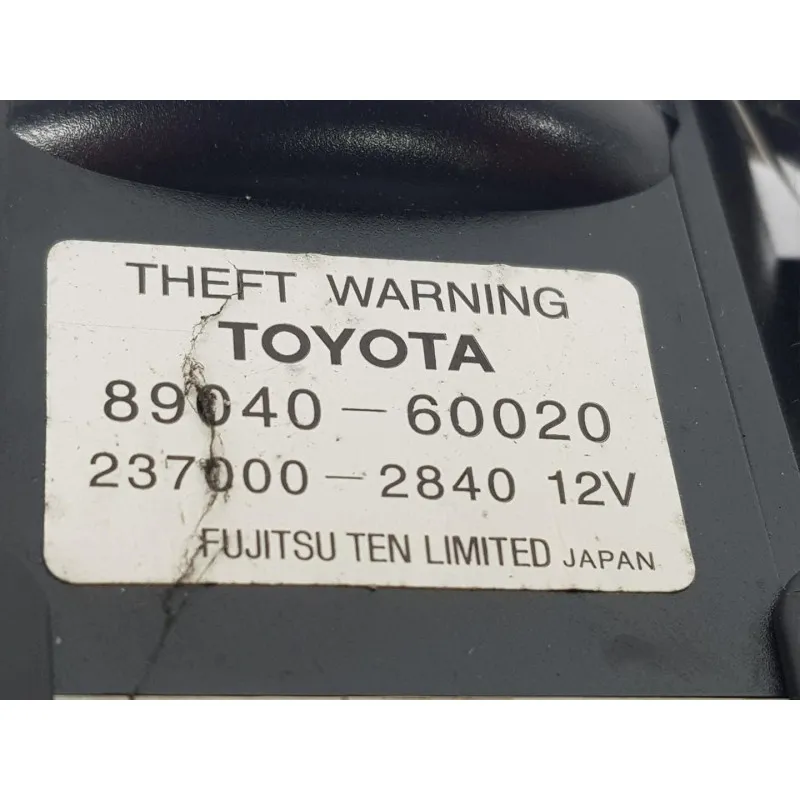 THEFT WARNING
TOYOTA
89040-60020
237000-2840 12V
FUJITSU TEN LIMITED JAPAN